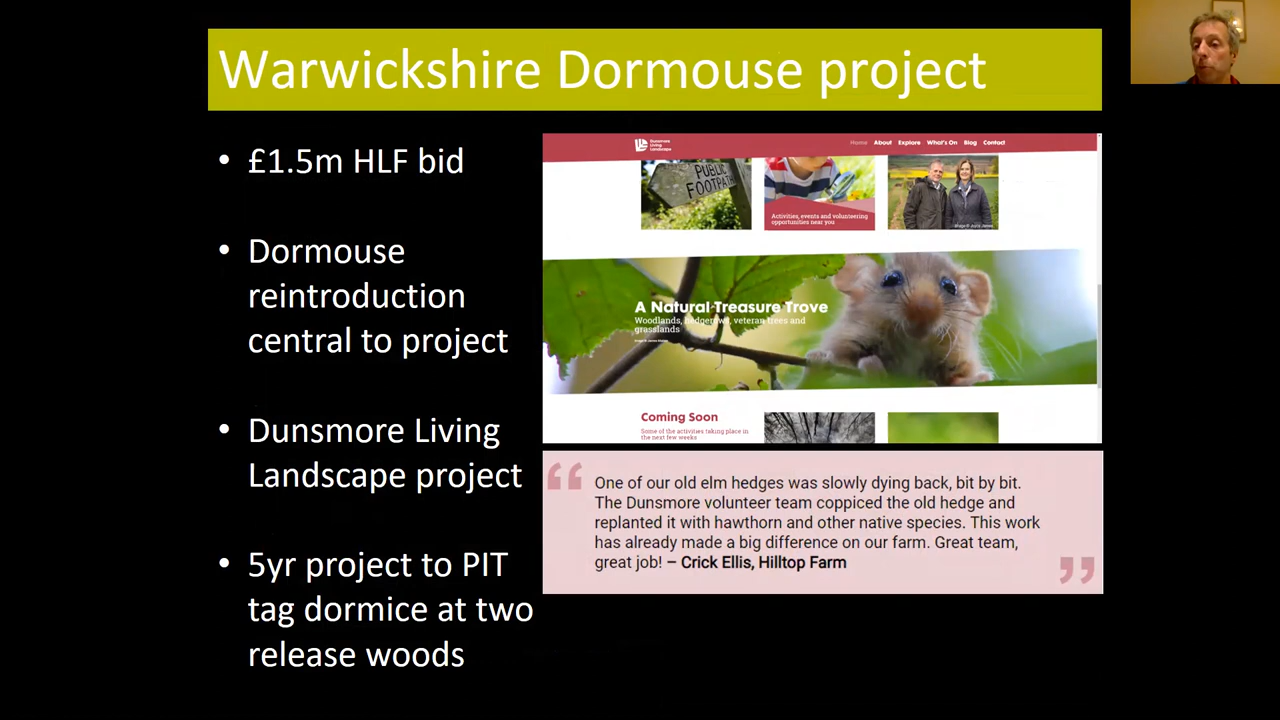 Warwickshire Dormouse project
• £1.5m HLF bid
• Dormouse
reintroduction
central to project
• Dunsmore Living
Landscape project
• 5yr project to PIT
tag dormice at two
release woods
Dunsmore
Living
Landscape
Home About Explore What's On Blog Contact
PUBLIC
FOOTPATH
Activities, events and volunteering
opportunities near you
A Natural Treasure Trove
Woodlands, hedgerows, veteran trees and
grasslands
Coming Soon
Some of the activities taking place in
the next few weeks
“ One of our old elm hedges was slowly dying back, bit by bit.
The Dunsmore volunteer team coppiced the old hedge and
replanted it with hawthorn and other native species. This work
has already made a big difference on our farm. Great team,
great job! – Crick Ellis, Hilltop Farm ”